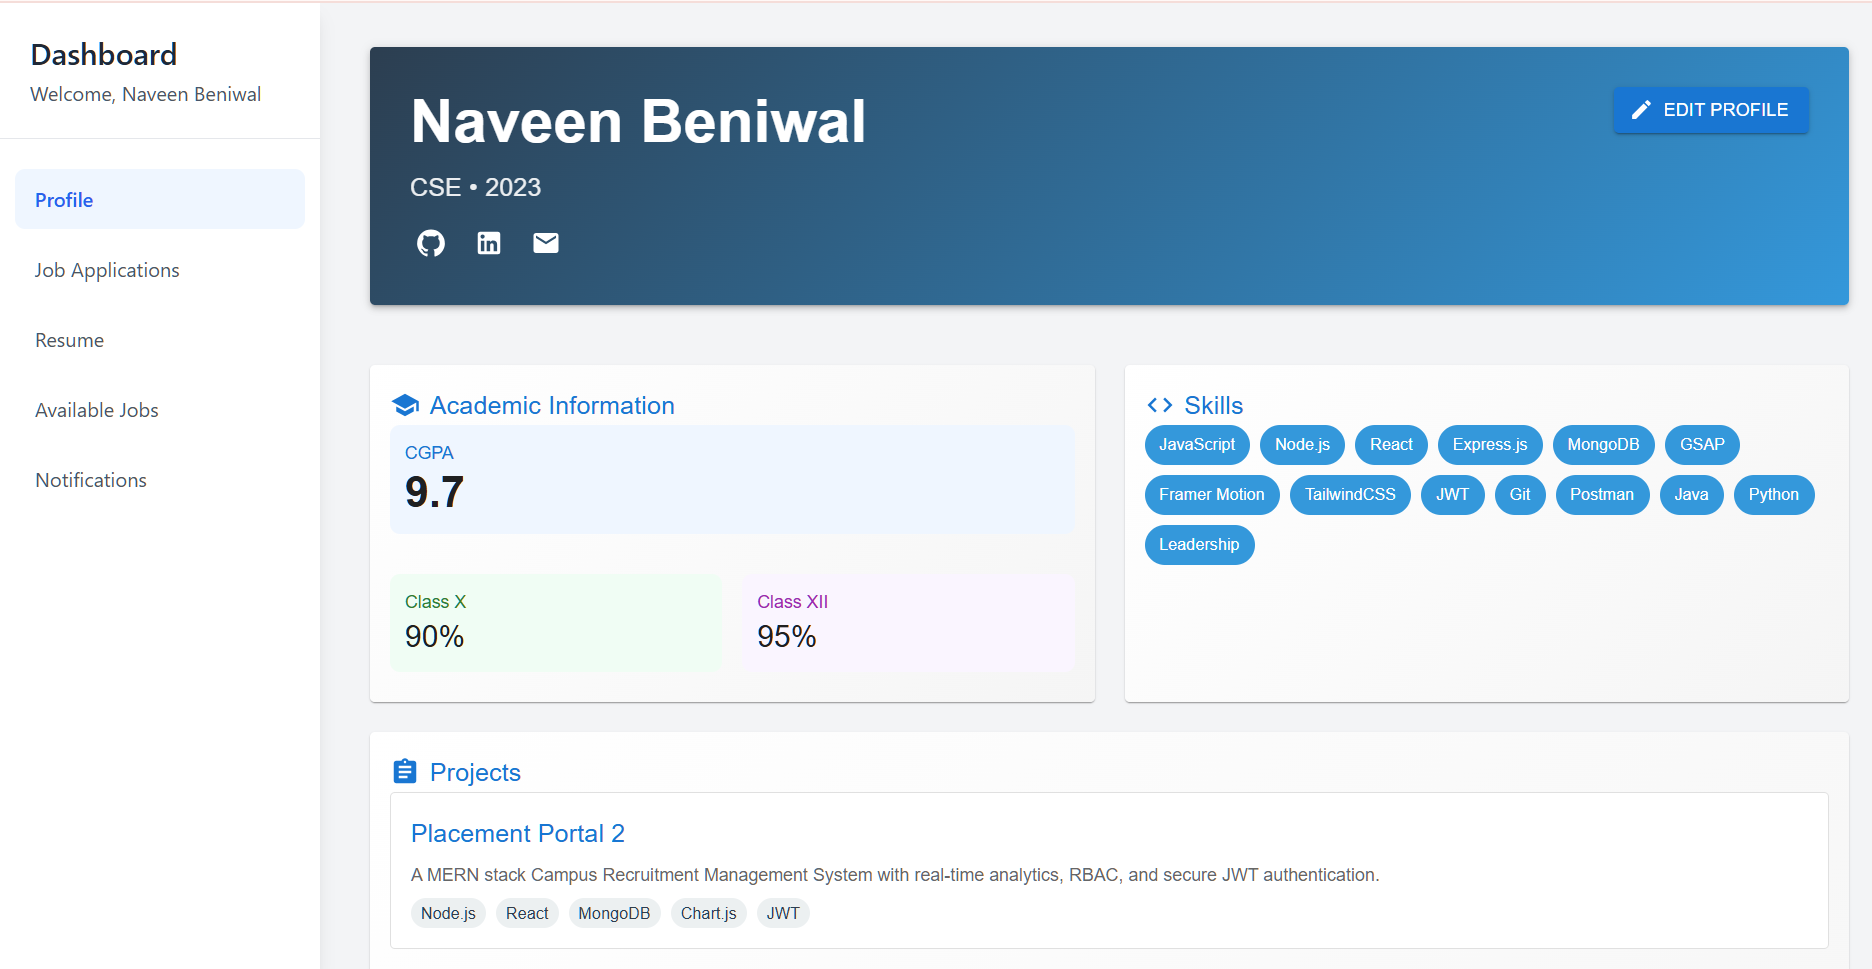 Dashboard
Welcome, Naveen Beniwal
Profile
Job Applications
Resume
Available Jobs
Notifications
Naveen Beniwal
CSE • 2023
EDIT PROFILE
Academic Information
CGPA
9.7
Class X
90%
Class XII
95%
Skills
JavaScript Node.js React Express.js MongoDB GSAP
Framer Motion TailwindCSS JWT Git Postman Java Python
Leadership
Projects
Placement Portal 2
A MERN stack Campus Recruitment Management System with real-time analytics, RBAC, and secure JWT authentication.
Node.js React MongoDB Chart.js JWT